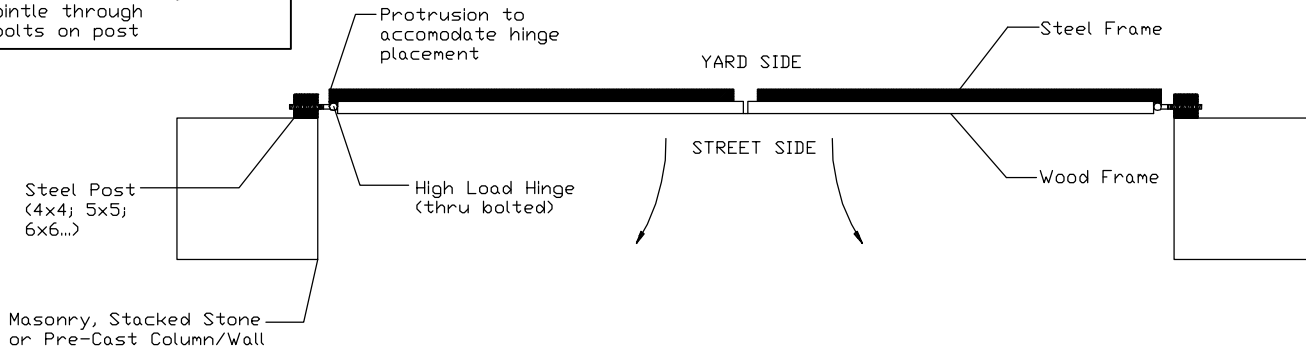 pintle through
bolts on post
Protrusion to
accomodate hinge
placement
YARD SIDE
Steel Frame
STREET SIDE
Steel Post
(4x4; 5x5;
6x6...)
High Load Hinge
(thru bolted)
Wood Frame
Masonry, Stacked Stone
or Pre-Cast Column/Wall